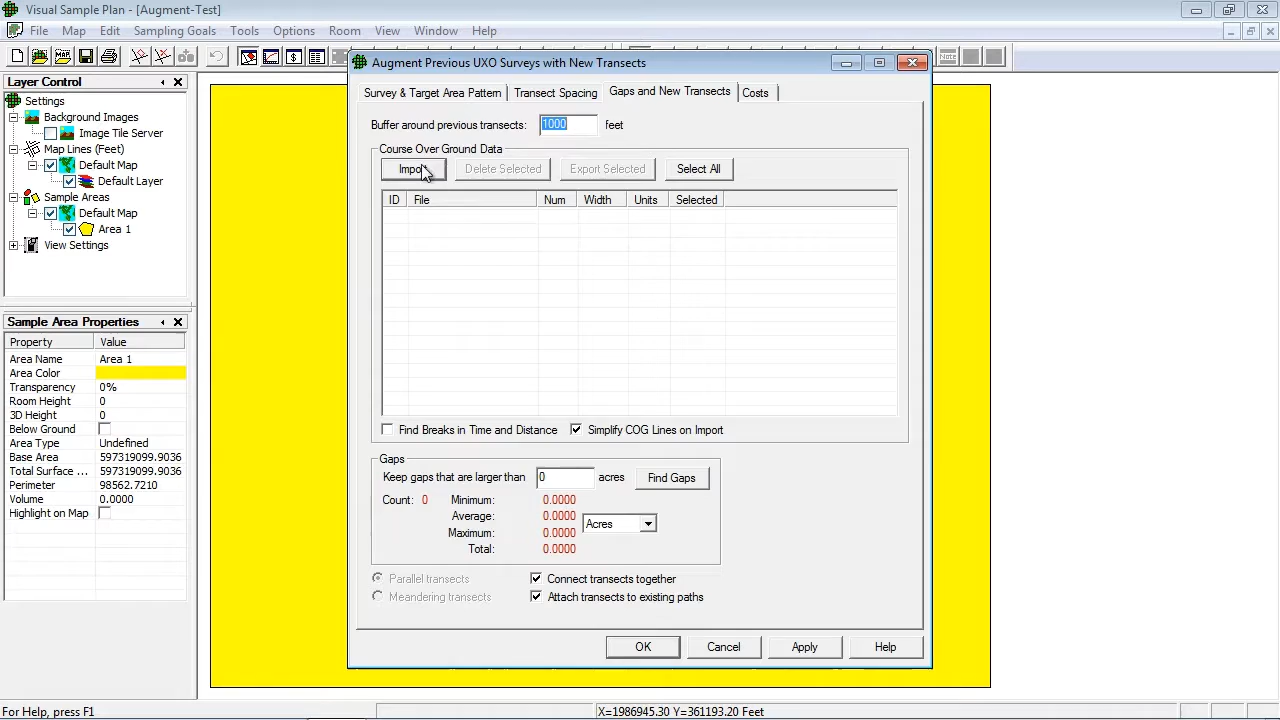 Visual Sample Plan - [Augment-Test]
File Map Edit Sampling Goals Tools Options Room View Window Help
Layer Control
Settings
Background Images
Image Tile Server
Map Lines (Feet)
Default Map
Default Layer
Sample Areas
Default Map
Area 1
View Settings
Sample Area Properties
Property Value
Area Name Area 1
Area Color
Transparency 0%
Room Height 0
3D Height 0
Below Ground
Area Type Undefined
Base Area 597319099.9036
Total Surface ... 597319099.9036
Perimeter 98562.7210
Volume 0.0000
Highlight on Map
Augment Previous UXO Surveys with New Transects
Survey & Target Area Pattern Transect Spacing Gaps and New Transects Costs
Buffer around previous transects: 1000 feet
Course Over Ground Data
Import Delete Selected Export Selected Select All
ID File Num Width Units Selected
Find Breaks in Time and Distance Simplify COG Lines on Import
Gaps
Keep gaps that are larger than 0 acres Find Gaps
Count: 0 Minimum: 0.0000
Average: 0.0000 Acres
Maximum: 0.0000
Total: 0.0000
Parallel transects Connect transects together
Meandering transects Attach transects to existing paths
OK Cancel Apply Help
Note
For Help, press F1
X=1986945.30 Y=361193.20 Feet